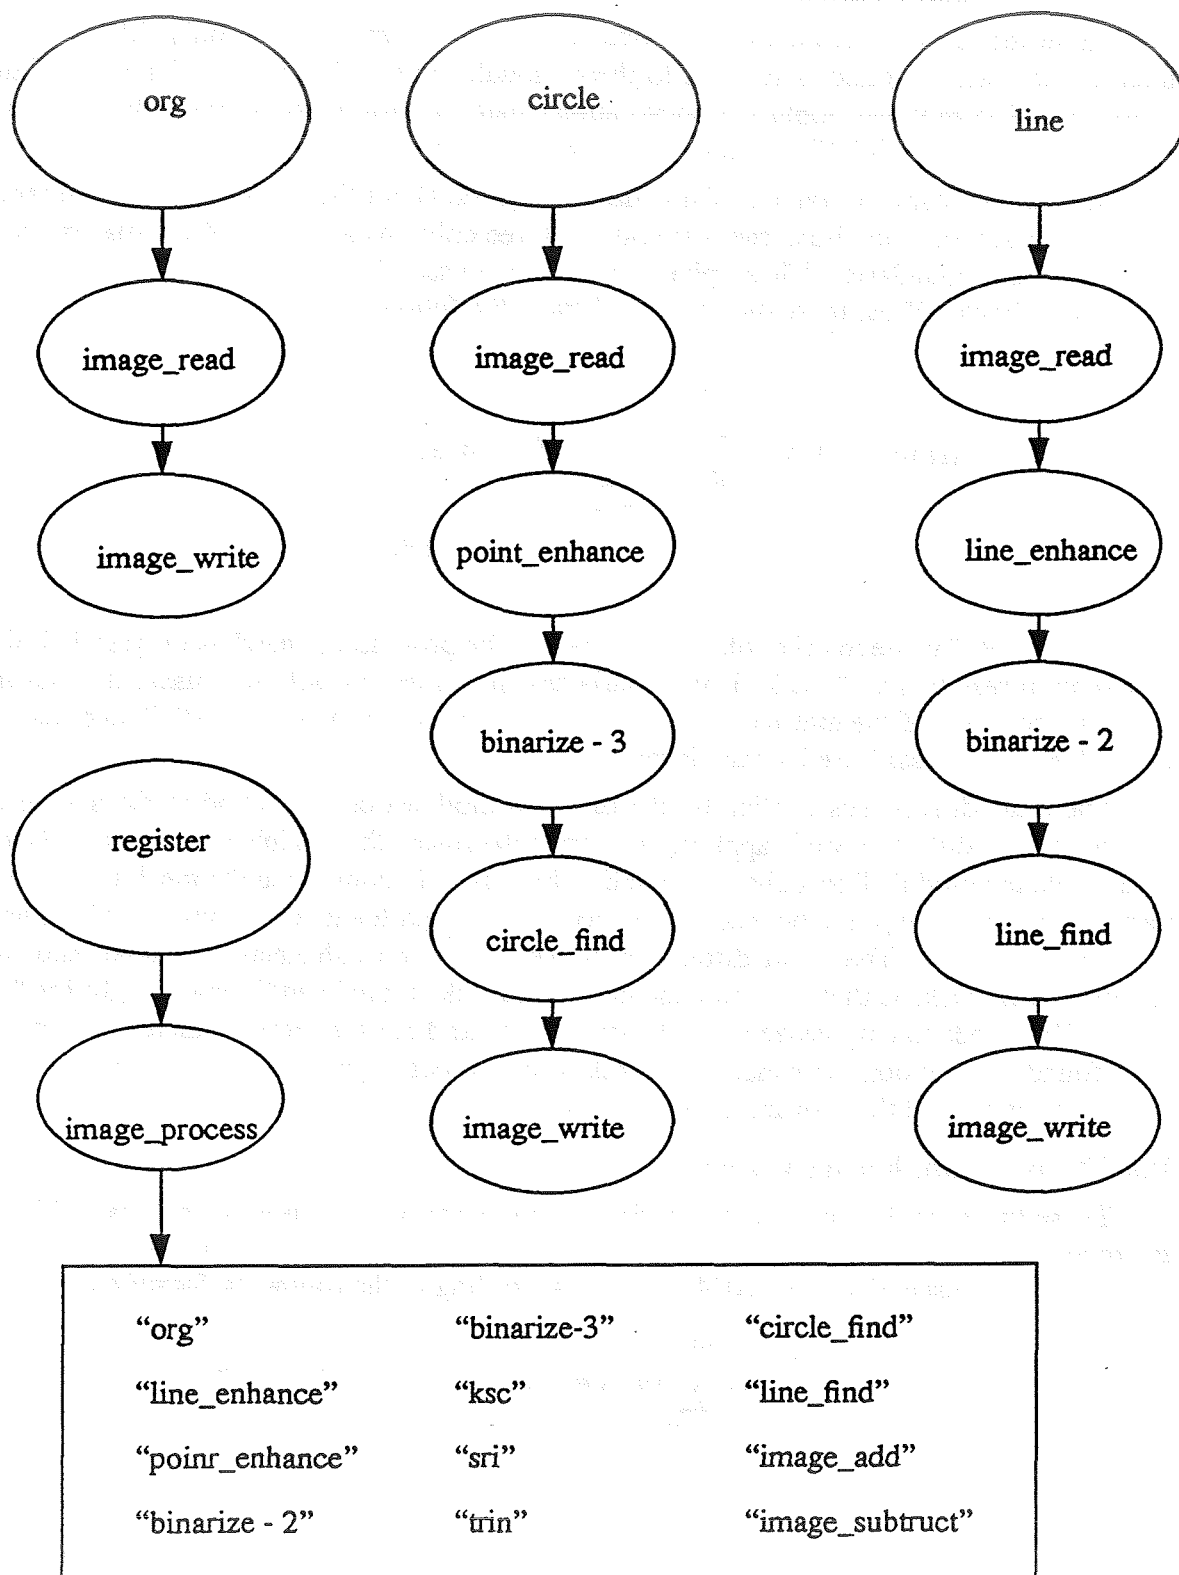 org
image_read
image_write
register
image_process
circle
image_read
point_enhance
binarize - 3
circle_find
image_write
line
image_read
line_enhance
binarize - 2
line_find
image_write
“org”
“line_enhance”
“poinr_enhance”
“binarize - 2”
“binarize-3”
“ksc”
“sri”
“trin”
“circle_find”
“line_find”
“image_add”
“image_subtruct”